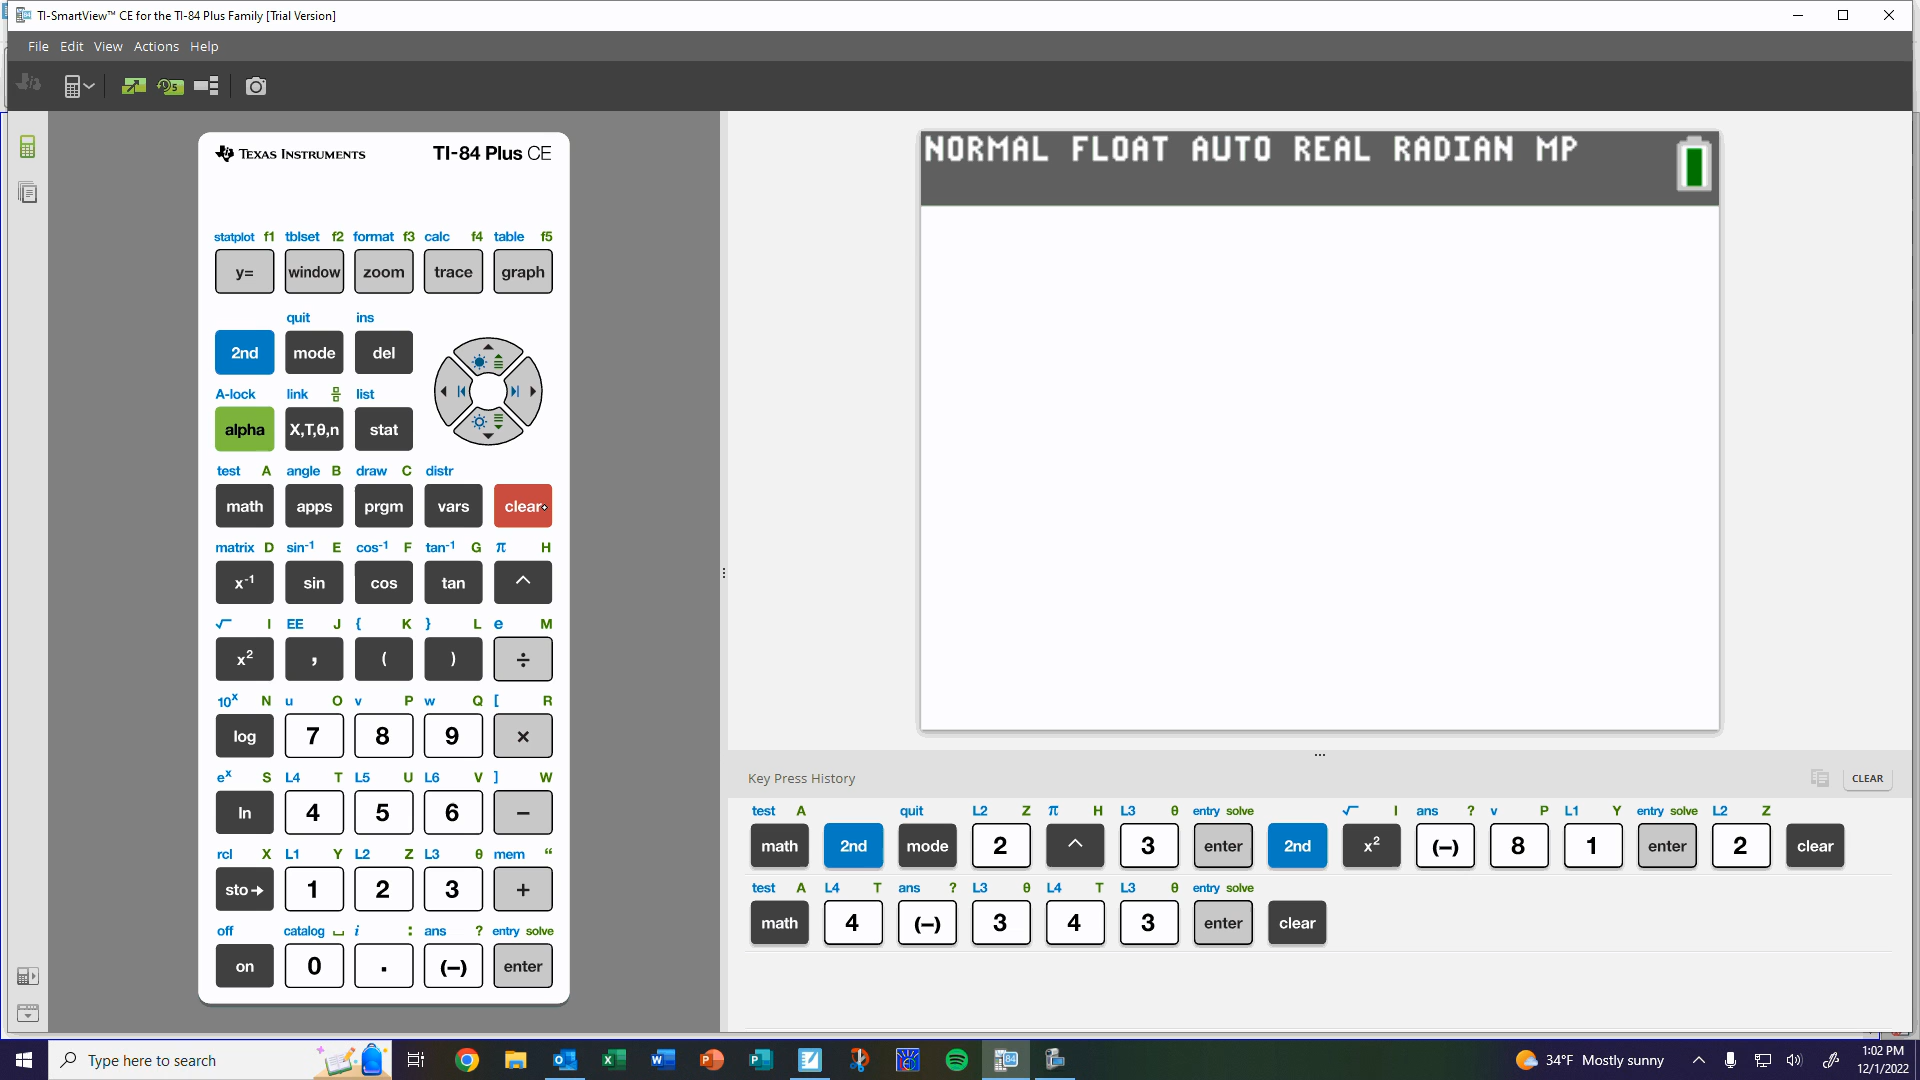 TI-SmartView™ CE for the TI-84 Plus Family [Trial Version]
File Edit View Actions Help
TEXAS INSTRUMENTS TI-84 Plus CE
statplot f1 tblset f2 format f3 calc f4 table f5
y= window zoom trace graph
quit ins
2nd mode del
A-lock link list
alpha X,T,θ,n stat
test A angle B draw C distr
math apps prgm vars clear
matrix D sin⁻¹ E cos⁻¹ F tan⁻¹ G π H
x⁻¹ sin cos tan ^
√ I EE J { K } L e M
x² , ( ) ÷
10ˣ N u O v P w Q [ R
log 7 8 9 ×
eˣ S L4 T L5 U L6 V ] W
ln 4 5 6 −
rcl X L1 Y L2 Z L3 θ mem “
sto→ 1 2 3 +
off catalog ⎵ i : ans ? entry solve
on 0 . (–) enter
NORMAL FLOAT AUTO REAL RADIAN MP
Key Press History CLEAR
test A quit L2 Z π H L3 θ entry solve √ I ans ? v P L1 Y entry solve L2 Z
math 2nd mode 2 ^ 3 enter 2nd x² (–) 8 1 enter 2 clear
test A L4 T ans ? L3 θ L4 T L3 θ entry solve
math 4 (–) 3 4 3 enter clear
Type here to search
34°F Mostly sunny
1:02 PM
12/1/2022